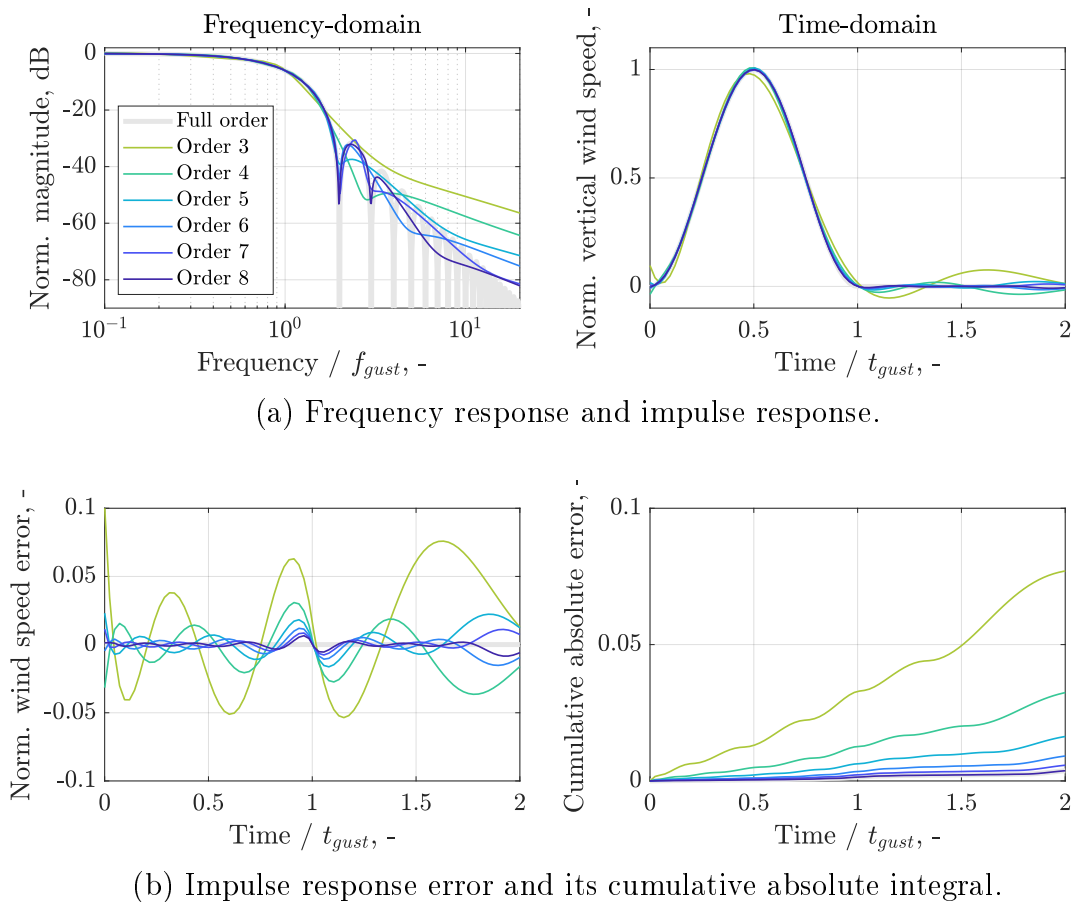 Frequency-domain
Norm. magnitude, dB
0
-20
-40
-60
-80
Full order
Order 3
Order 4
Order 5
Order 6
Order 7
Order 8
10⁻¹ 10⁰ 10¹
Frequency / f_gust, -
Time-domain
Norm. vertical wind speed, -
1
0.5
0
0 0.5 1 1.5 2
Time / t_gust, -
(a) Frequency response and impulse response.
Norm. wind speed error, -
0.1
0.05
0
-0.05
-0.1
0 0.5 1 1.5 2
Time / t_gust, -
Cumulative absolute error, -
0.1
0.05
0
0 0.5 1 1.5 2
Time / t_gust, -
(b) Impulse response error and its cumulative absolute integral.